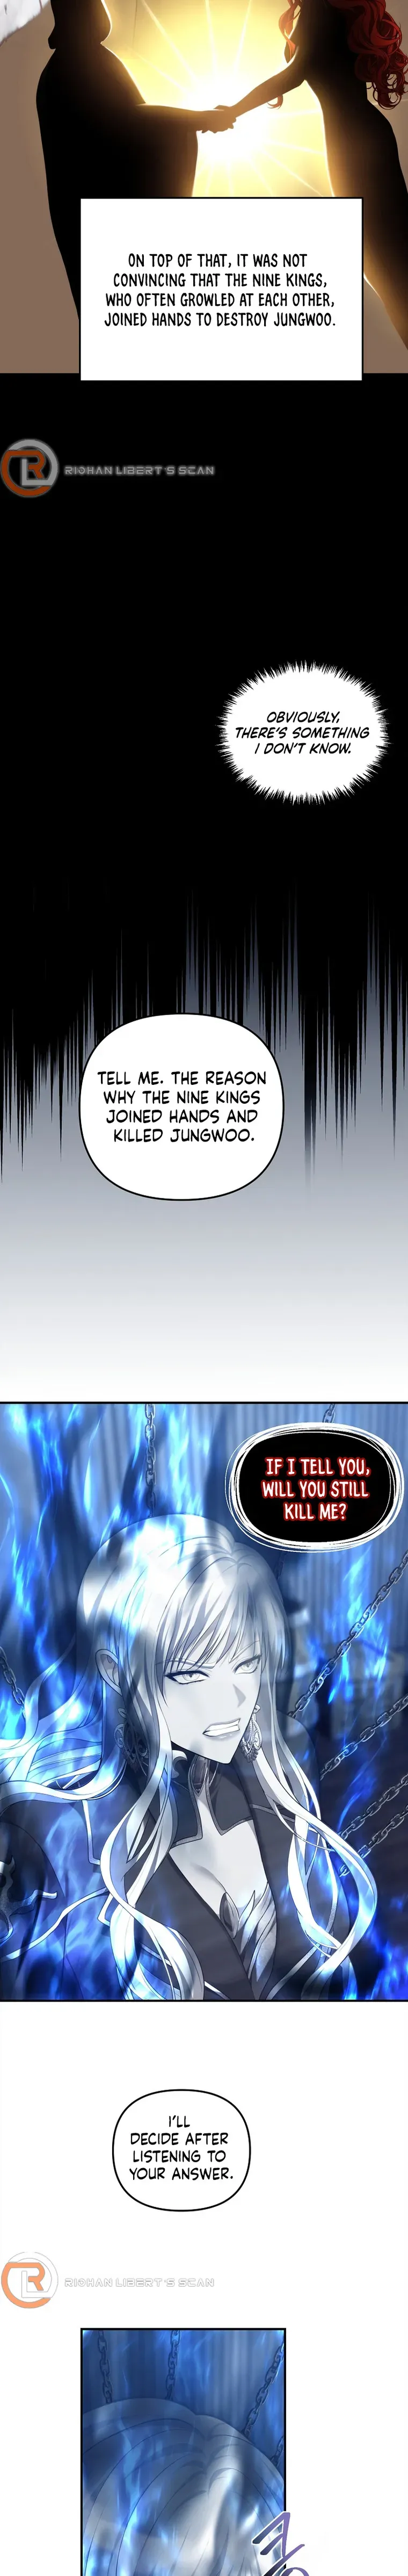 ON TOP OF THAT, IT WAS NOT
CONVINCING THAT THE NINE KINGS,
WHO OFTEN GROWLED AT EACH OTHER,
JOINED HANDS TO DESTROY JUNGWOO.
RIGHAN LIBERT'S SCAN
OBVIOUSLY,
THERE'S SOMETHING
I DON'T KNOW.
TELL ME. THE REASON
WHY THE NINE KINGS
JOINED HANDS AND
KILLED JUNGWOO.
IF I TELL YOU,
WILL YOU STILL
KILL ME?
I'LL
DECIDE AFTER
LISTENING TO
YOUR ANSWER.
RIGHAN LIBERT'S SCAN